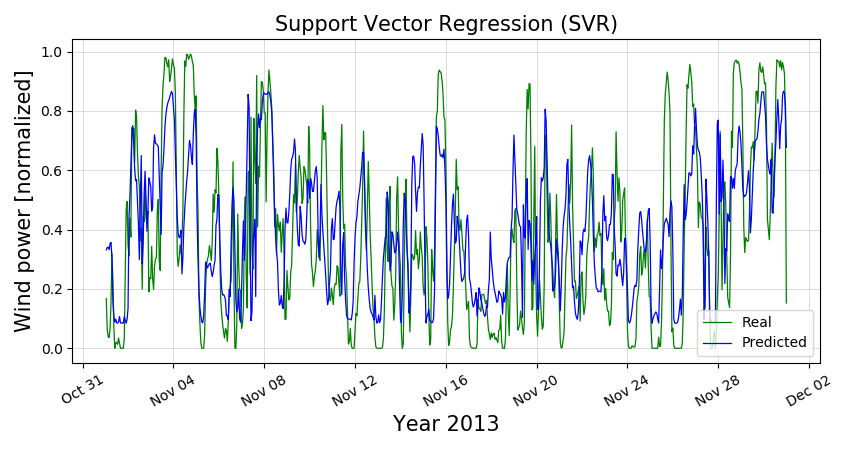 Support Vector Regression (SVR)
Wind power [normalized]
1.0
0.8
0.6
0.4
0.2
0.0
Real
Predicted
Oct 31
Nov 04
Nov 08
Nov 12
Nov 16
Nov 20
Nov 24
Nov 28
Dec 02
Year 2013